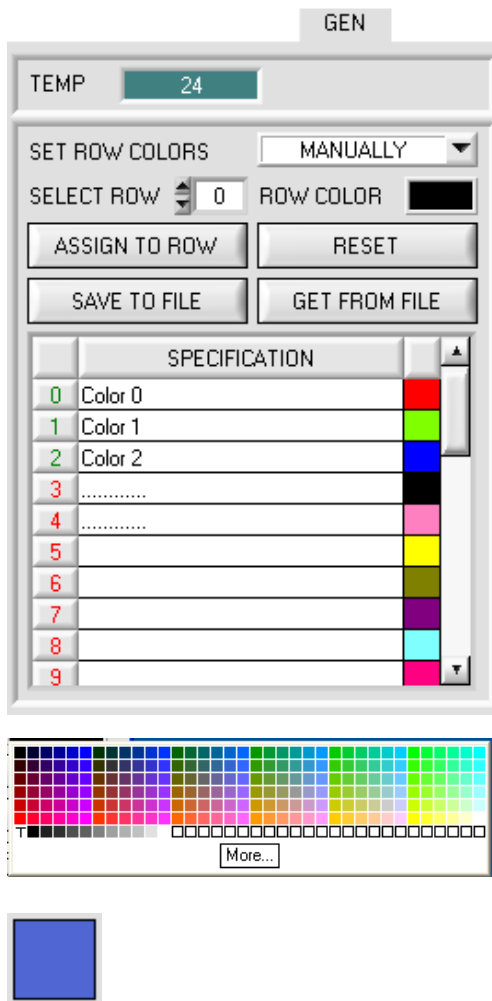 GEN
TEMP 24
SET ROW COLORS MANUALLY
SELECT ROW 0 ROW COLOR
ASSIGN TO ROW RESET
SAVE TO FILE GET FROM FILE
SPECIFICATION
0 Color 0
1 Color 1
2 Color 2
3 ............
4 ............
5
6
7
8
9
T
More...